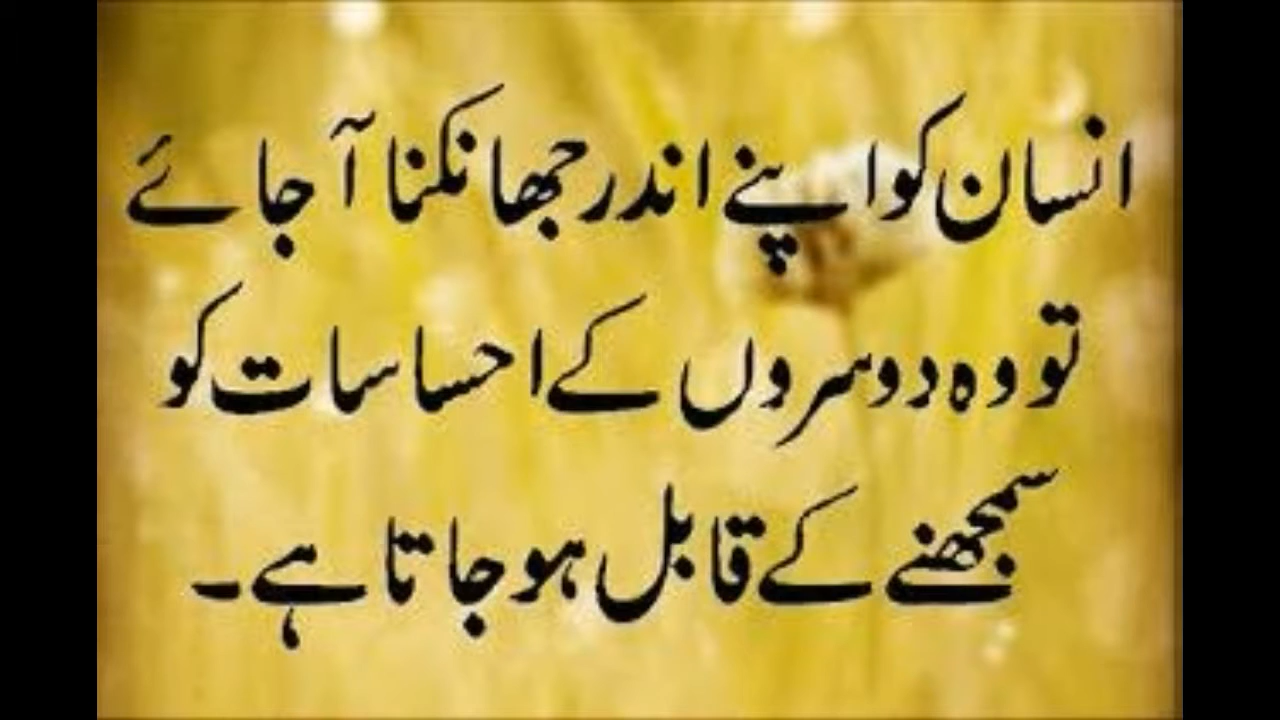 انسان کو اپنے اندر جھانکنا آ جائے
تو وہ دوسروں کے احساسات کو
سمجھنے کے قابل ہو جاتا ہے۔